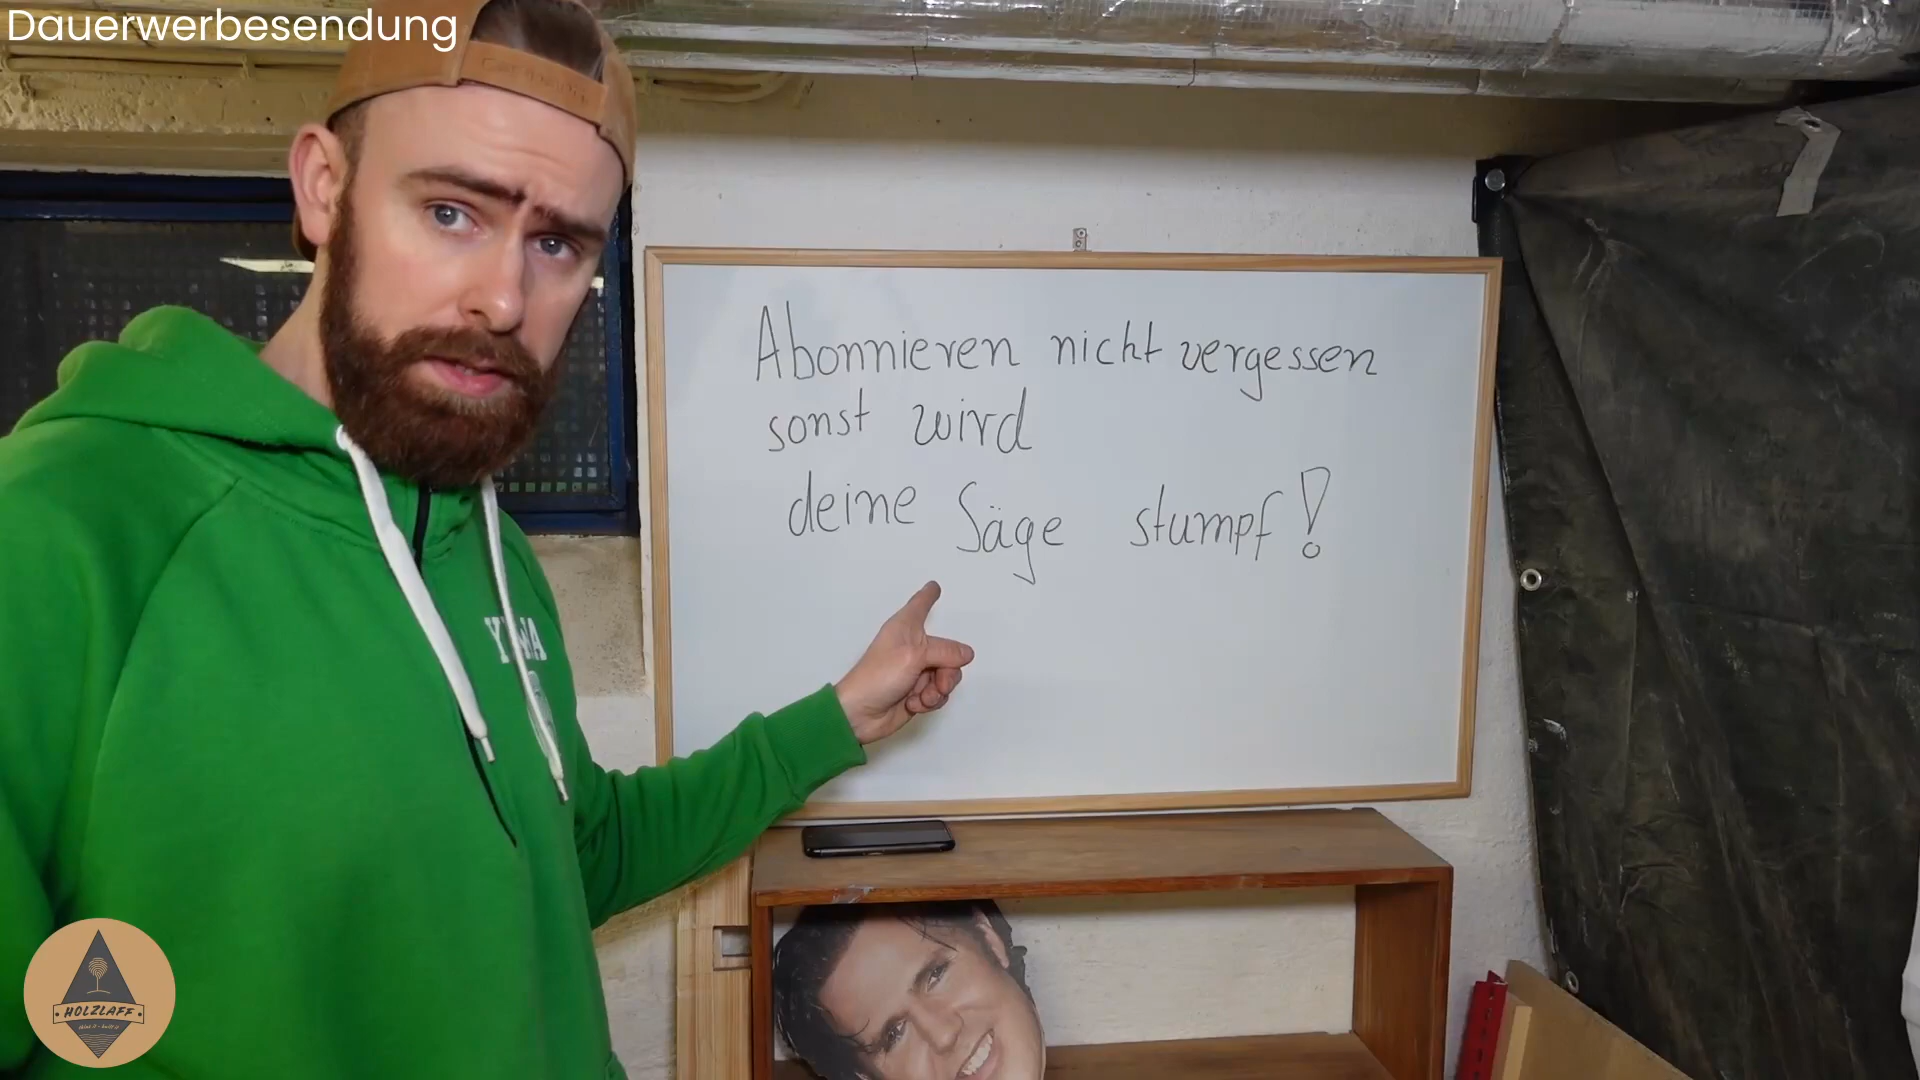 Dauerwerbesendung
Abonnieren nicht vergessen
sonst wird
deine Säge stumpf!
HOLZLAFF